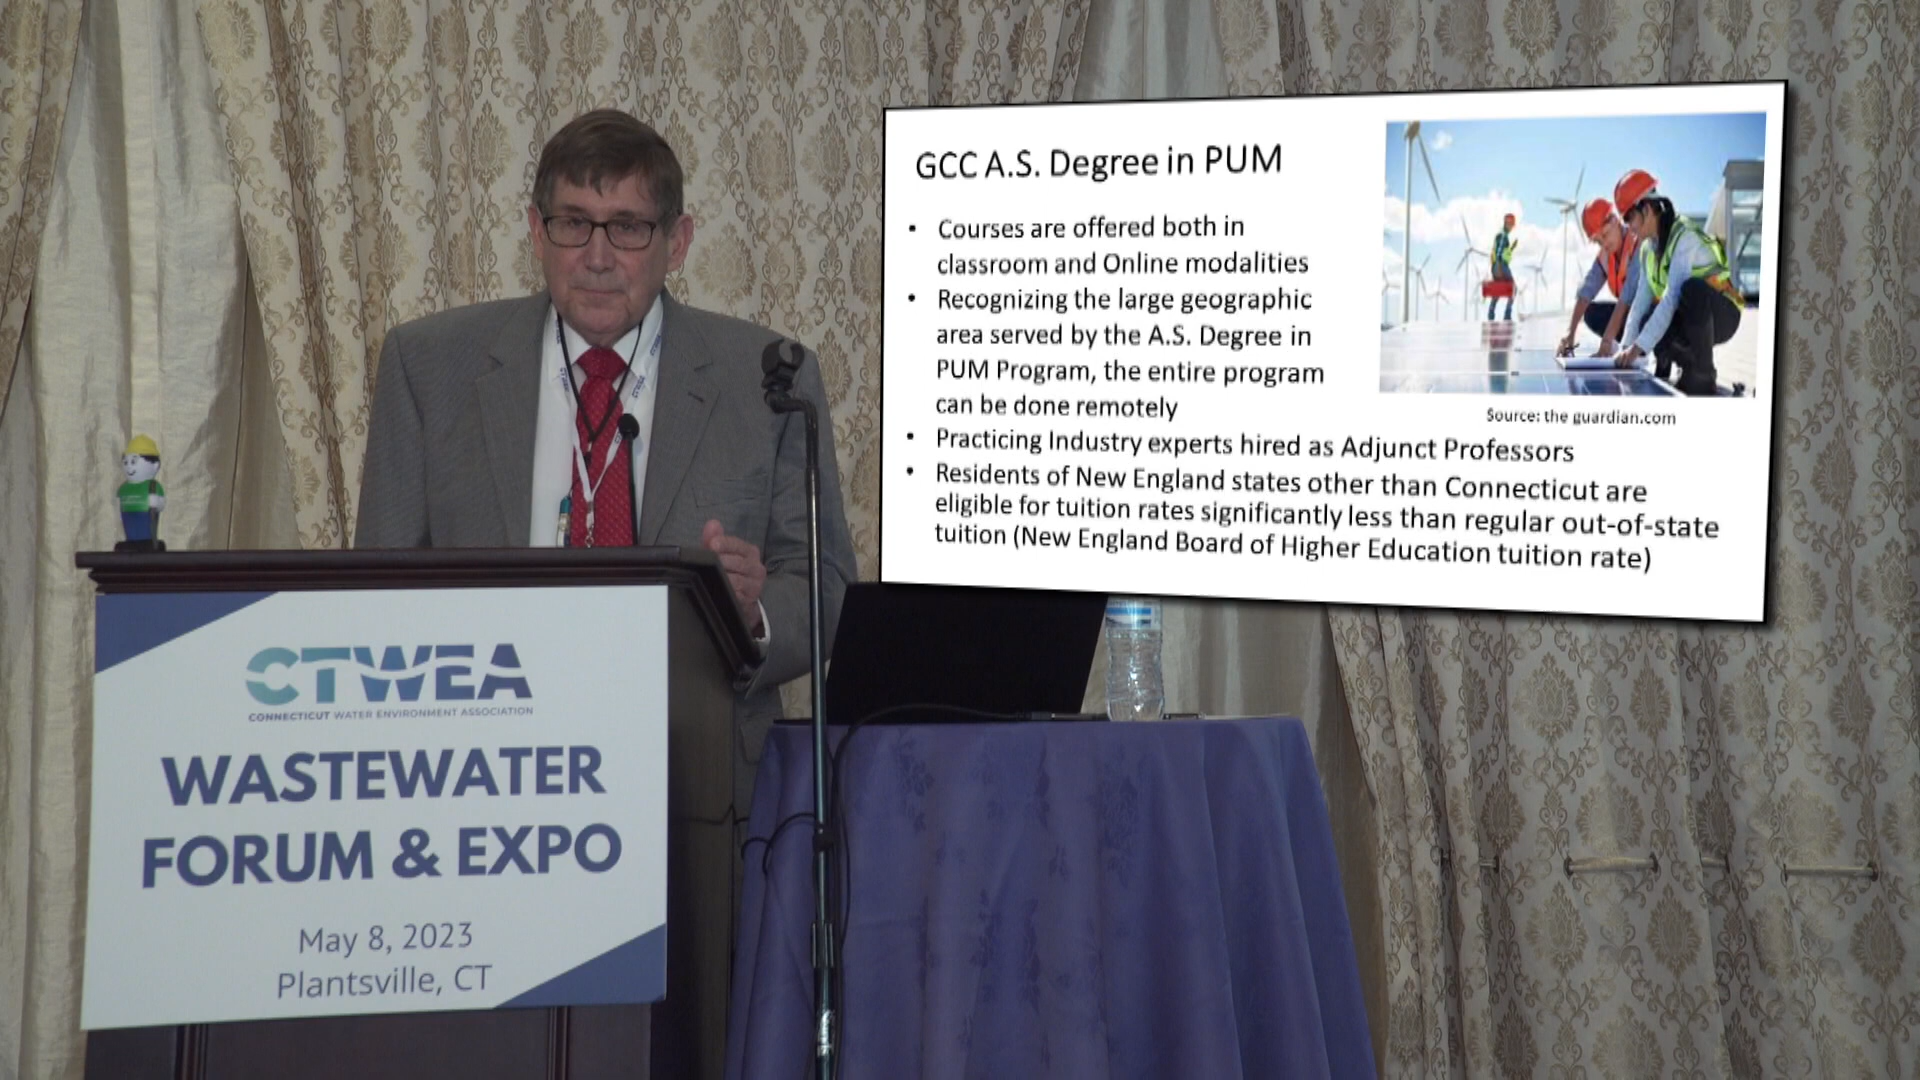 GCC A.S. Degree in PUM
• Courses are offered both in
classroom and Online modalities
• Recognizing the large geographic
area served by the A.S. Degree in
PUM Program, the entire program
can be done remotely
Source: the guardian.com
• Practicing Industry experts hired as Adjunct Professors
• Residents of New England states other than Connecticut are
eligible for tuition rates significantly less than regular out-of-state
tuition (New England Board of Higher Education tuition rate)
CTWEA
CONNECTICUT WATER ENVIRONMENT ASSOCIATION
WASTEWATER
FORUM & EXPO
May 8, 2023
Plantsville, CT